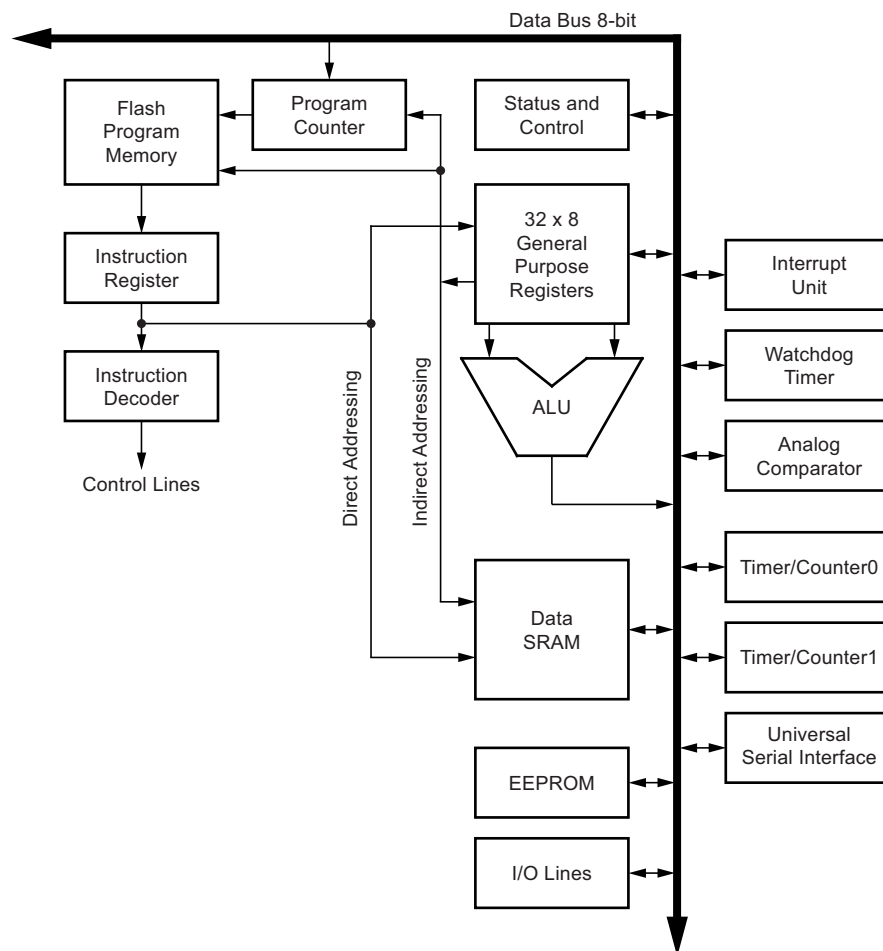 Data Bus 8-bit
Flash
Program
Memory
Program
Counter
Status and
Control
32 x 8
General
Purpose
Registers
Instruction
Register
Interrupt
Unit
Instruction
Decoder
Watchdog
Timer
ALU
Control Lines
Direct Addressing
Indirect Addressing
Analog
Comparator
Timer/Counter0
Data
SRAM
Timer/Counter1
Universal
Serial Interface
EEPROM
I/O Lines